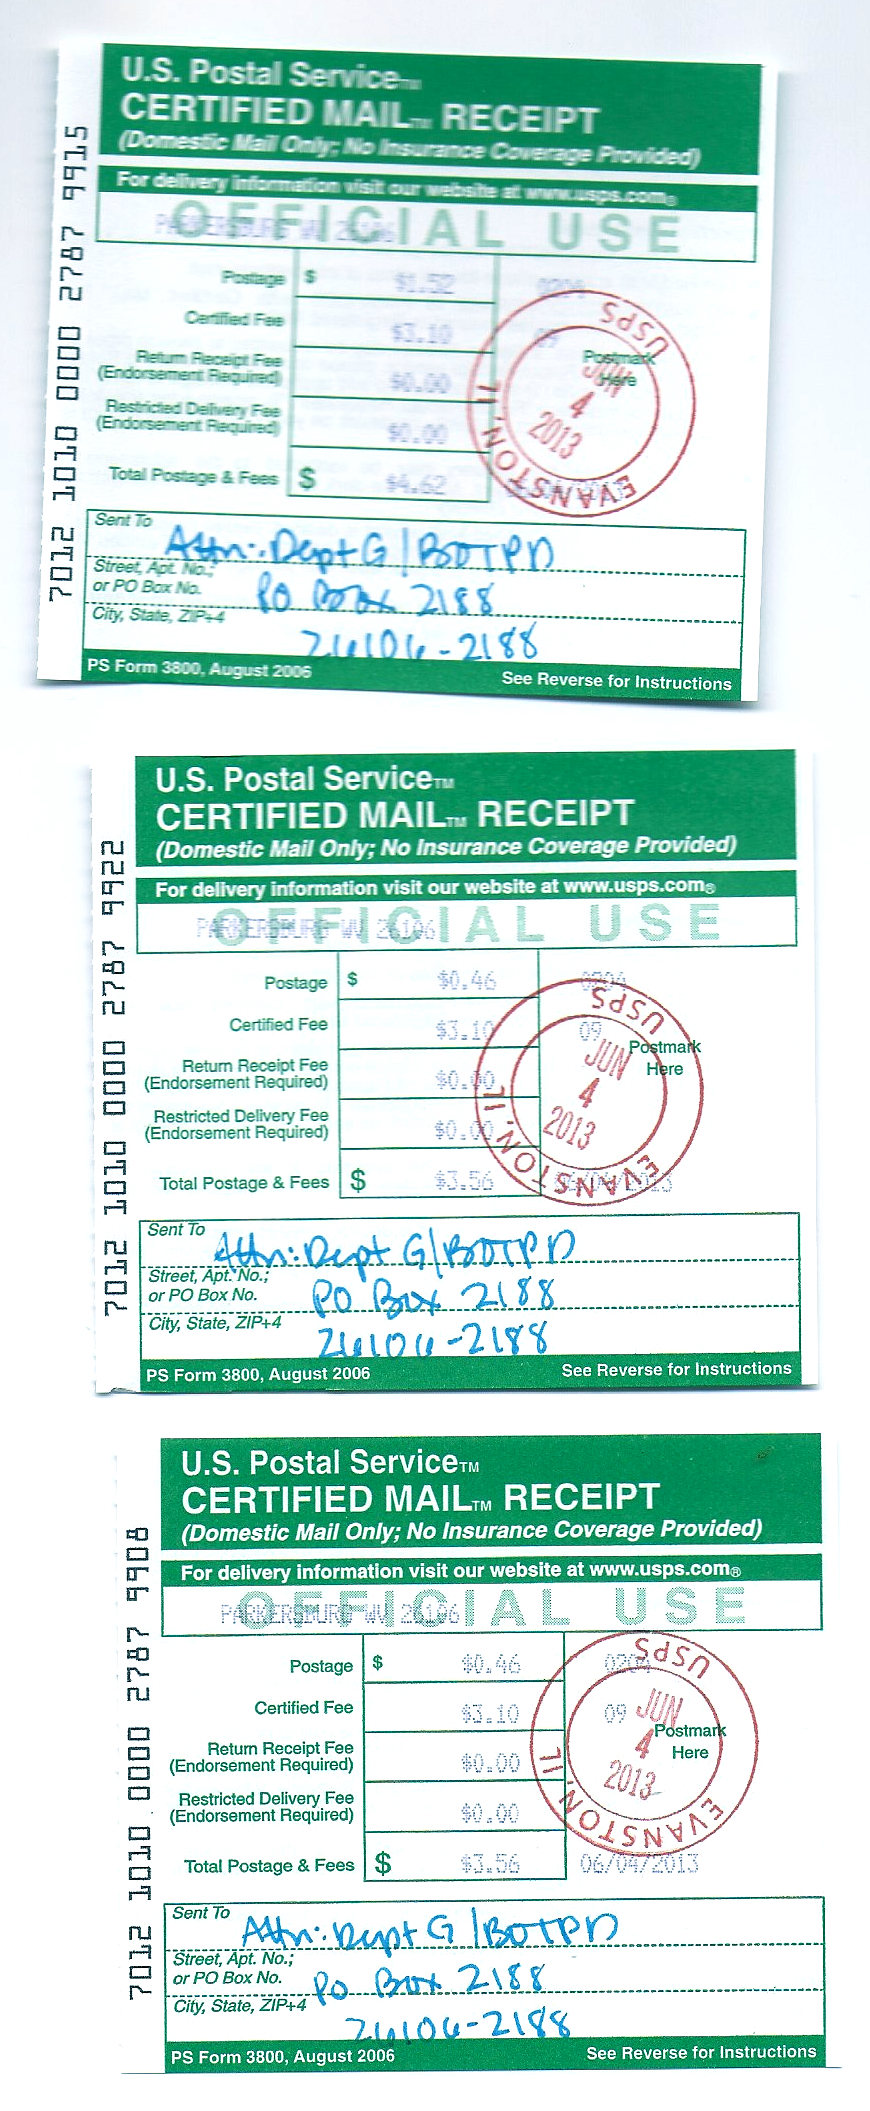 U.S. Postal Service™
CERTIFIED MAIL™ RECEIPT
(Domestic Mail Only; No Insurance Coverage Provided)
For delivery information visit our website at www.usps.com®
OFFICIAL USE
PARKERSBURG WV 26106
Postage $ $1.52 0204
Certified Fee $3.10 09
Return Receipt Fee
(Endorsement Required) $0.00
Postmark
Here
Restricted Delivery Fee
(Endorsement Required) $0.00
Total Postage & Fees $ $4.62
USPS
JUN
4
2013
EVANSTON, IL
Sent To
Attn: Dept G/BOTPD
Street, Apt. No.;
or PO Box No. PO Box 2188
City, State, ZIP+4
26106-2188
PS Form 3800, August 2006 See Reverse for Instructions
7012 1010 0000 2787 9915
U.S. Postal Service™
CERTIFIED MAIL™ RECEIPT
(Domestic Mail Only; No Insurance Coverage Provided)
For delivery information visit our website at www.usps.com®
OFFICIAL USE
PARKERSBURG WV 26106
Postage $ $0.46 0204
Certified Fee $3.10 09
Return Receipt Fee
(Endorsement Required) $0.00
Postmark
Here
Restricted Delivery Fee
(Endorsement Required) $0.00
Total Postage & Fees $ $3.56 06/04/2013
USPS
JUN
4
2013
EVANSTON, IL
Sent To
Attn: Dept G/BOTPD
Street, Apt. No.;
or PO Box No. PO Box 2188
City, State, ZIP+4
26106-2188
PS Form 3800, August 2006 See Reverse for Instructions
7012 1010 0000 2787 9922
U.S. Postal Service™
CERTIFIED MAIL™ RECEIPT
(Domestic Mail Only; No Insurance Coverage Provided)
For delivery information visit our website at www.usps.com®
OFFICIAL USE
PARKERSBURG WV 26106
Postage $ $0.46 0204
Certified Fee $3.10 09
Return Receipt Fee
(Endorsement Required) $0.00
Postmark
Here
Restricted Delivery Fee
(Endorsement Required) $0.00
Total Postage & Fees $ $3.56 06/04/2013
USPS
JUN
4
2013
EVANSTON, IL
Sent To
Attn: Dept G/BOTPD
Street, Apt. No.;
or PO Box No. PO Box 2188
City, State, ZIP+4
26106-2188
PS Form 3800, August 2006 See Reverse for Instructions
7012 1010 0000 2787 9908